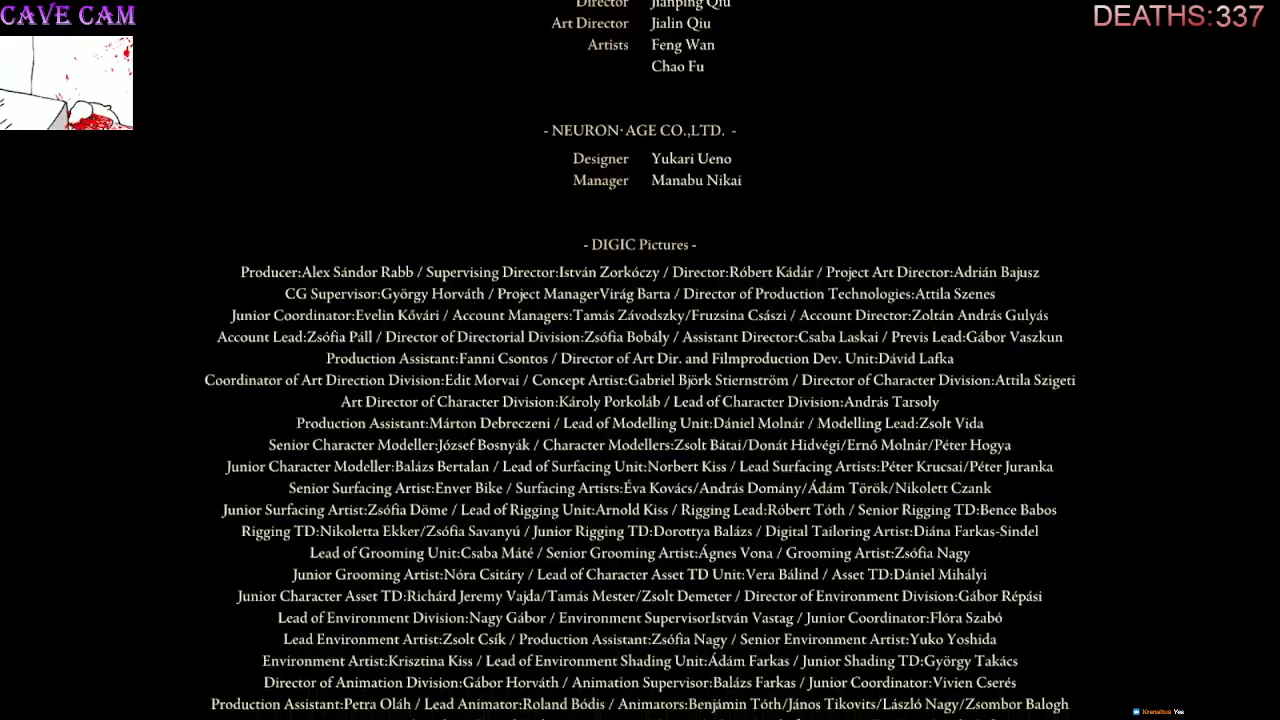 CAVE CAM
DEATHS:337
Director Jianping Qiu
Art Director Jialin Qiu
Artists Feng Wan
Chao Fu
- NEURON·AGE CO.,LTD. -
Designer Yukari Ueno
Manager Manabu Nikai
- DIGIC Pictures -
Producer:Alex Sándor Rabb / Supervising Director:István Zorkóczy / Director:Róbert Kádár / Project Art Director:Adrián Bajusz
CG Supervisor:György Horváth / Project ManagerVirág Barta / Director of Production Technologies:Attila Szenes
Junior Coordinator:Evelin Kővári / Account Managers:Tamás Závodszky/Fruzsina Császi / Account Director:Zoltán András Gulyás
Account Lead:Zsófia Páll / Director of Directorial Division:Zsófia Bobály / Assistant Director:Csaba Laskai / Previs Lead:Gábor Vaszkun
Production Assistant:Fanni Csontos / Director of Art Dir. and Filmproduction Dev. Unit:Dávid Lafka
Coordinator of Art Direction Division:Edit Morvai / Concept Artist:Gabriel Björk Stiernström / Director of Character Division:Attila Szigeti
Art Director of Character Division:Károly Porkoláb / Lead of Character Division:András Tarsoly
Production Assistant:Márton Debreczeni / Lead of Modelling Unit:Dániel Molnár / Modelling Lead:Zsolt Vida
Senior Character Modeller:József Bosnyák / Character Modellers:Zsolt Bátai/Donát Hidvégi/Ernő Molnár/Péter Hogya
Junior Character Modeller:Balázs Bertalan / Lead of Surfacing Unit:Norbert Kiss / Lead Surfacing Artists:Péter Krucsai/Péter Juranka
Senior Surfacing Artist:Enver Bike / Surfacing Artists:Éva Kovács/András Domány/Ádám Török/Nikolett Czank
Junior Surfacing Artist:Zsófia Döme / Lead of Rigging Unit:Arnold Kiss / Rigging Lead:Róbert Tóth / Senior Rigging TD:Bence Babos
Rigging TD:Nikoletta Ekker/Zsófia Savanyú / Junior Rigging TD:Dorottya Balázs / Digital Tailoring Artist:Diána Farkas-Sindel
Lead of Grooming Unit:Csaba Máté / Senior Grooming Artist:Ágnes Vona / Grooming Artist:Zsófia Nagy
Junior Grooming Artist:Nóra Csitáry / Lead of Character Asset TD Unit:Vera Bálind / Asset TD:Dániel Mihályi
Junior Character Asset TD:Richárd Jeremy Vajda/Tamás Mester/Zsolt Demeter / Director of Environment Division:Gábor Répási
Lead of Environment Division:Nagy Gábor / Environment SupervisorIstván Vastag / Junior Coordinator:Flóra Szabó
Lead Environment Artist:Zsolt Csík / Production Assistant:Zsófia Nagy / Senior Environment Artist:Yuko Yoshida
Environment Artist:Krisztina Kiss / Lead of Environment Shading Unit:Ádám Farkas / Junior Shading TD:György Takács
Director of Animation Division:Gábor Horváth / Animation Supervisor:Balázs Farkas / Junior Coordinator:Vivien Cserés
Production Assistant:Petra Oláh / Lead Animator:Roland Bódis / Animators:Benjámin Tóth/János Tikovits/László Nagy/Zsombor Balogh
Krenaltus Yes